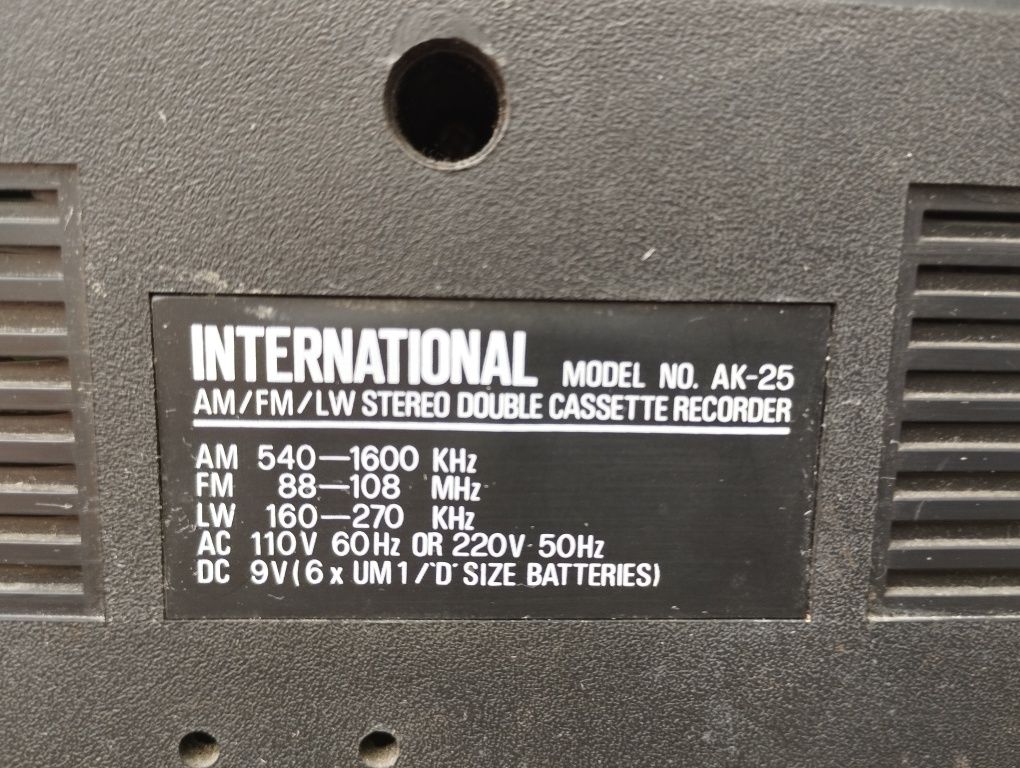 INTERNATIONAL MODEL NO. AK-25
AM/FM/LW STEREO DOUBLE CASSETTE RECORDER
AM 540—1600 KHz
FM 88—108 MHz
LW 160—270 KHz
AC 110V 60Hz OR 220V 50Hz
DC 9V(6 x UM1/"D" SIZE BATTERIES)